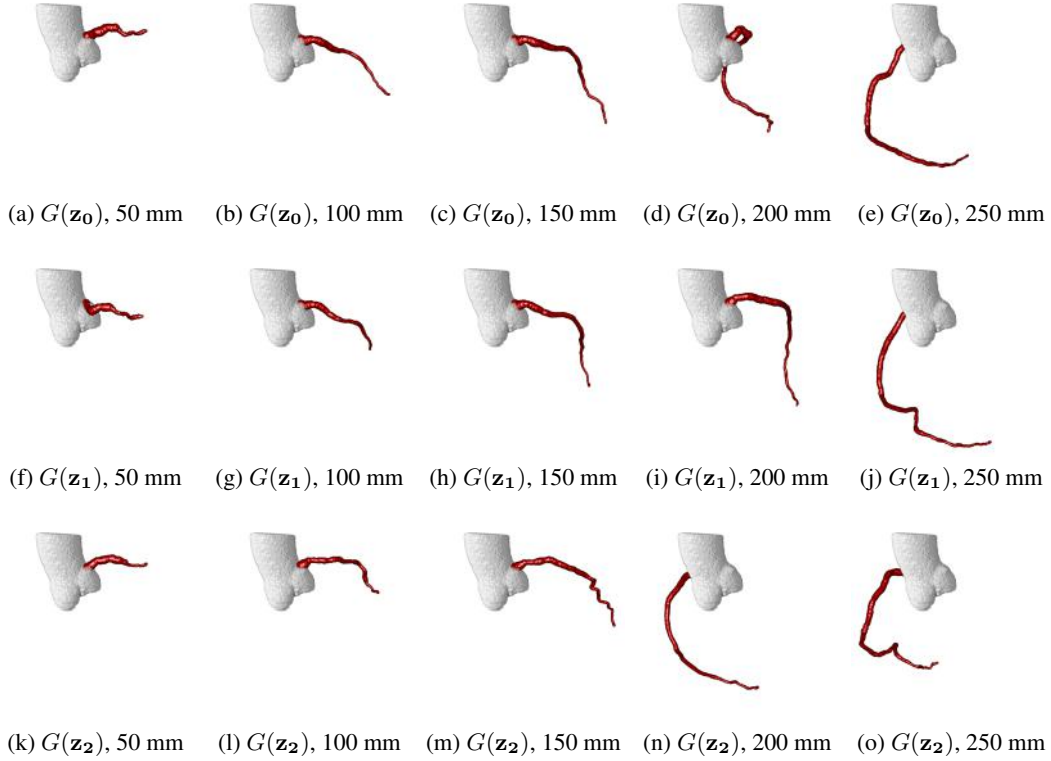 (a) G(z₀), 50 mm (b) G(z₀), 100 mm (c) G(z₀), 150 mm (d) G(z₀), 200 mm (e) G(z₀), 250 mm
(f) G(z₁), 50 mm (g) G(z₁), 100 mm (h) G(z₁), 150 mm (i) G(z₁), 200 mm (j) G(z₁), 250 mm
(k) G(z₂), 50 mm (l) G(z₂), 100 mm (m) G(z₂), 150 mm (n) G(z₂), 200 mm (o) G(z₂), 250 mm